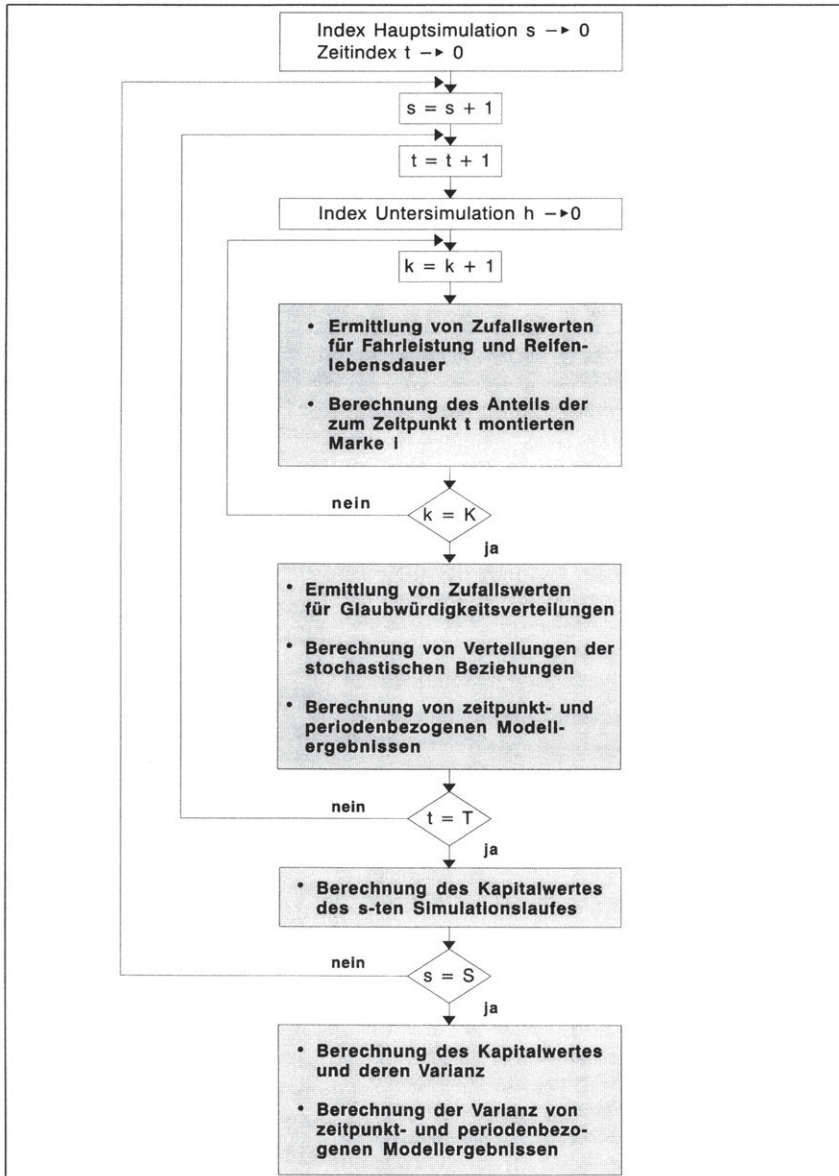 Index Hauptsimulation s → 0
Zeitindex t → 0
s = s + 1
t = t + 1
Index Untersimulation h → 0
k = k + 1
• Ermittlung von Zufallswerten
für Fahrleistung und Reifen-
lebensdauer
• Berechnung des Anteils der
zum Zeitpunkt t montierten
Marke i
nein
k = K
ja
• Ermittlung von Zufallswerten
für Glaubwürdigkeitsverteilungen
• Berechnung von Verteilungen der
stochastischen Beziehungen
• Berechnung von zeitpunkt- und
periodenbezogenen Modell-
ergebnissen
nein
t = T
ja
• Berechnung des Kapitalwertes
des s-ten Simulationslaufes
nein
s = S
ja
• Berechnung des Kapitalwertes
und deren Varianz
• Berechnung der Varianz von
zeitpunkt- und periodenbezo-
genen Modellergebnissen